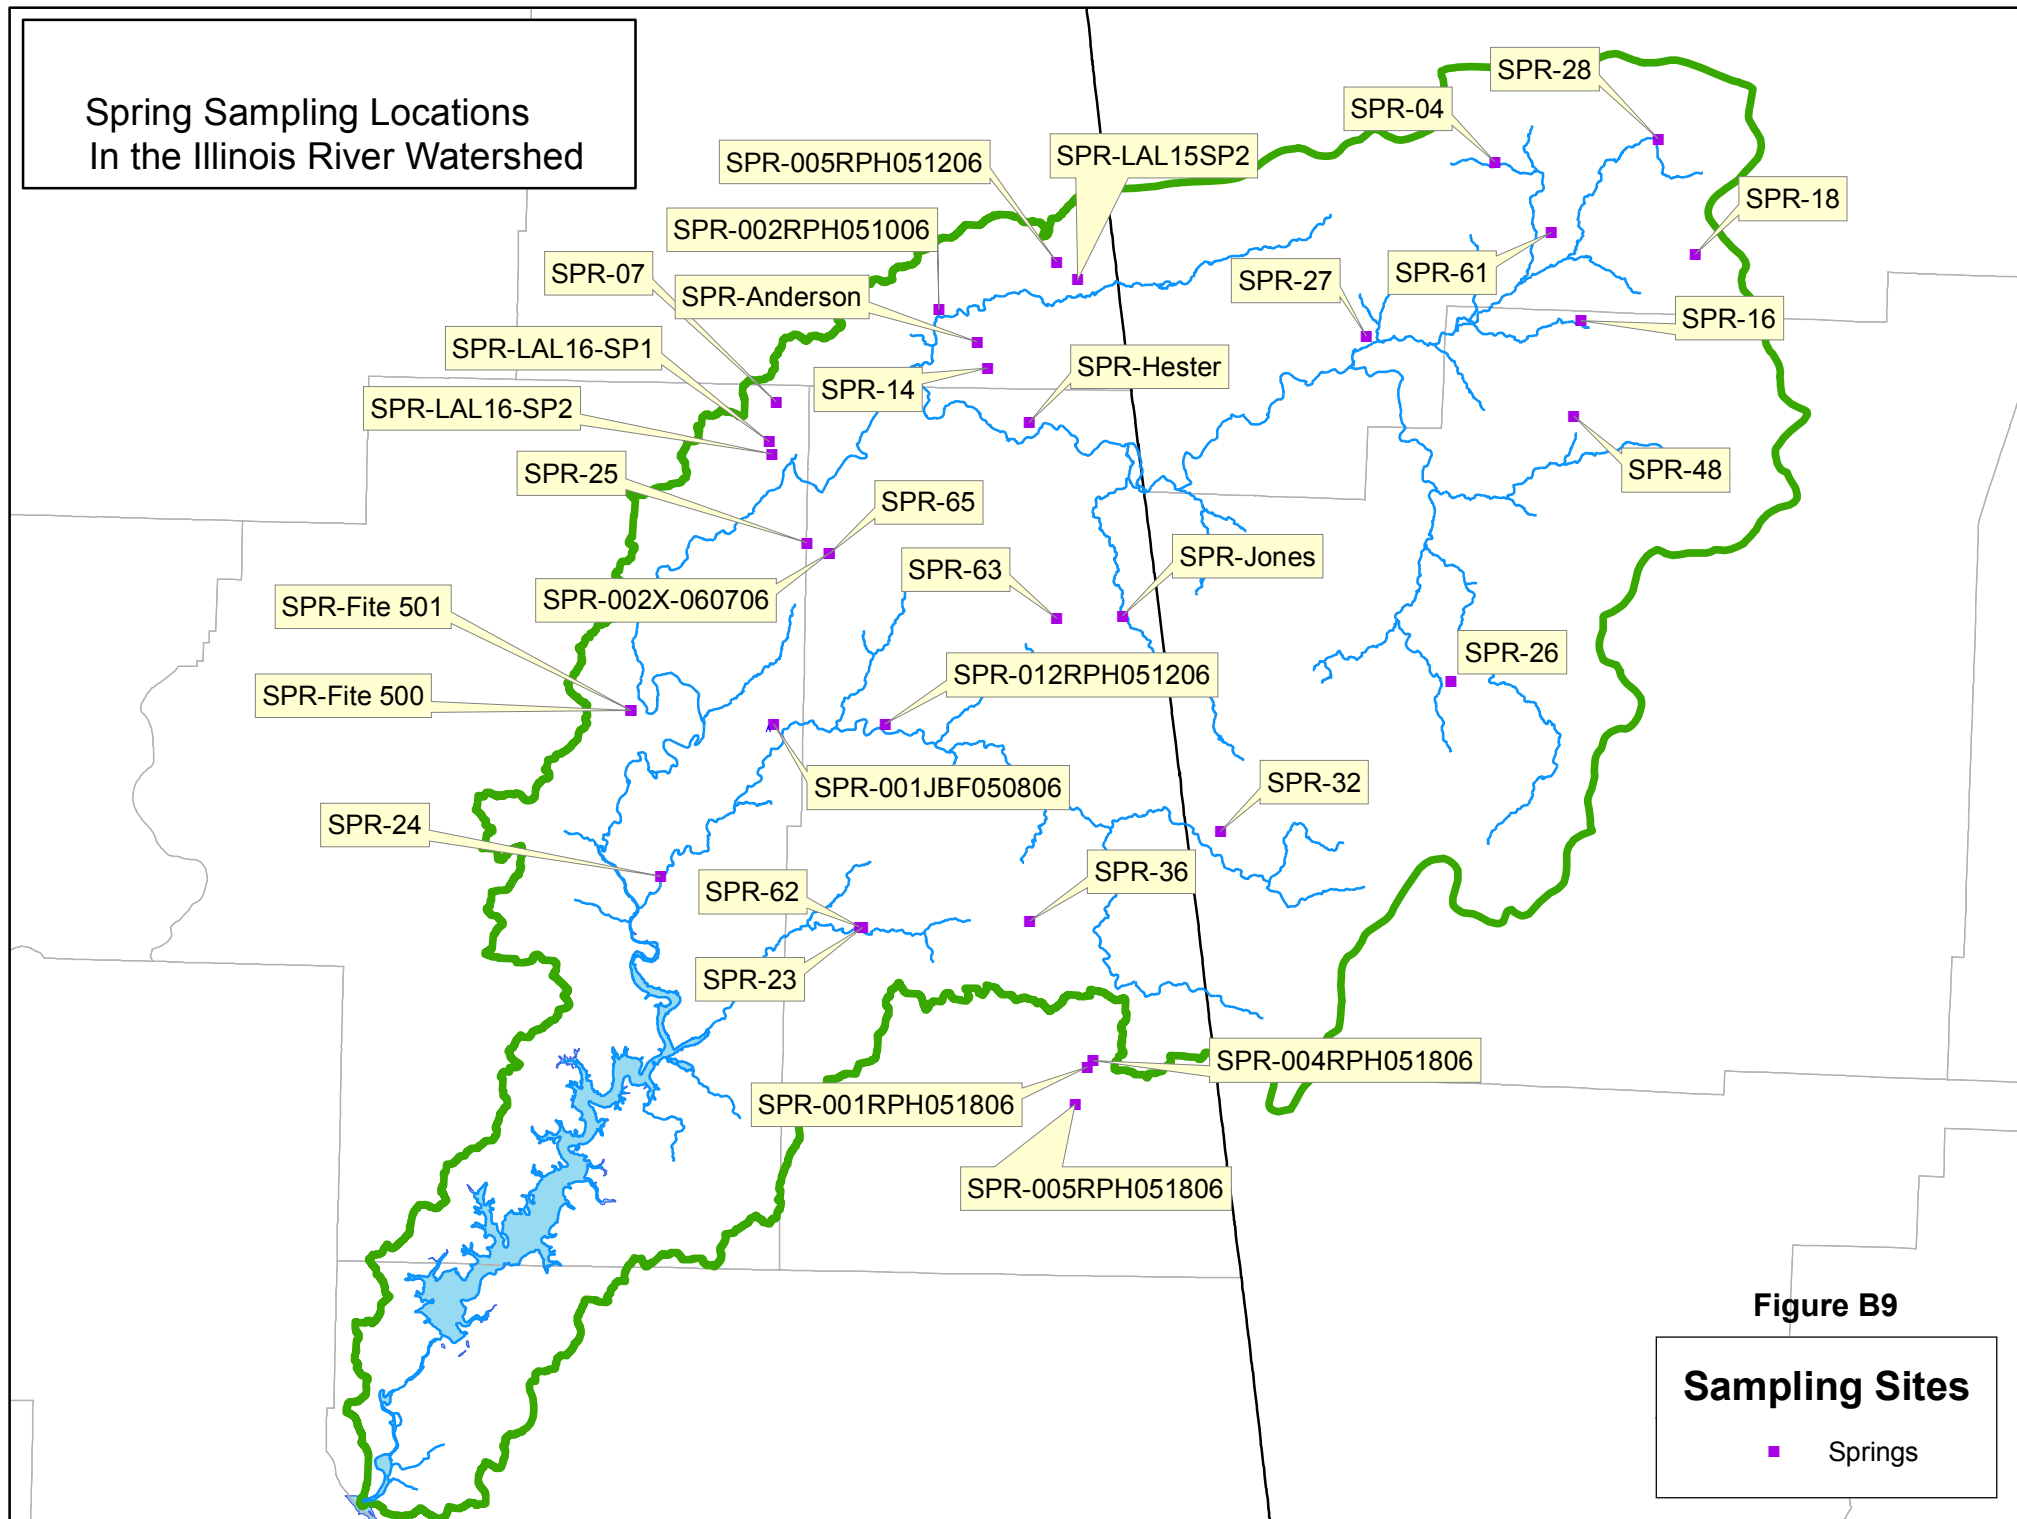 Spring Sampling Locations
In the Illinois River Watershed
SPR-28
SPR-04
SPR-005RPH051206
SPR-LAL15SP2
SPR-18
SPR-002RPH051006
SPR-07
SPR-Anderson
SPR-27
SPR-61
SPR-16
SPR-LAL16-SP1
SPR-14
SPR-Hester
SPR-LAL16-SP2
SPR-25
SPR-48
SPR-65
SPR-63
SPR-Jones
SPR-Fite 501
SPR-002X-060706
SPR-26
SPR-Fite 500
SPR-012RPH051206
SPR-001JBF050806
SPR-32
SPR-24
SPR-62
SPR-36
SPR-23
SPR-004RPH051806
SPR-001RPH051806
SPR-005RPH051806
Figure B9
Sampling Sites
Springs